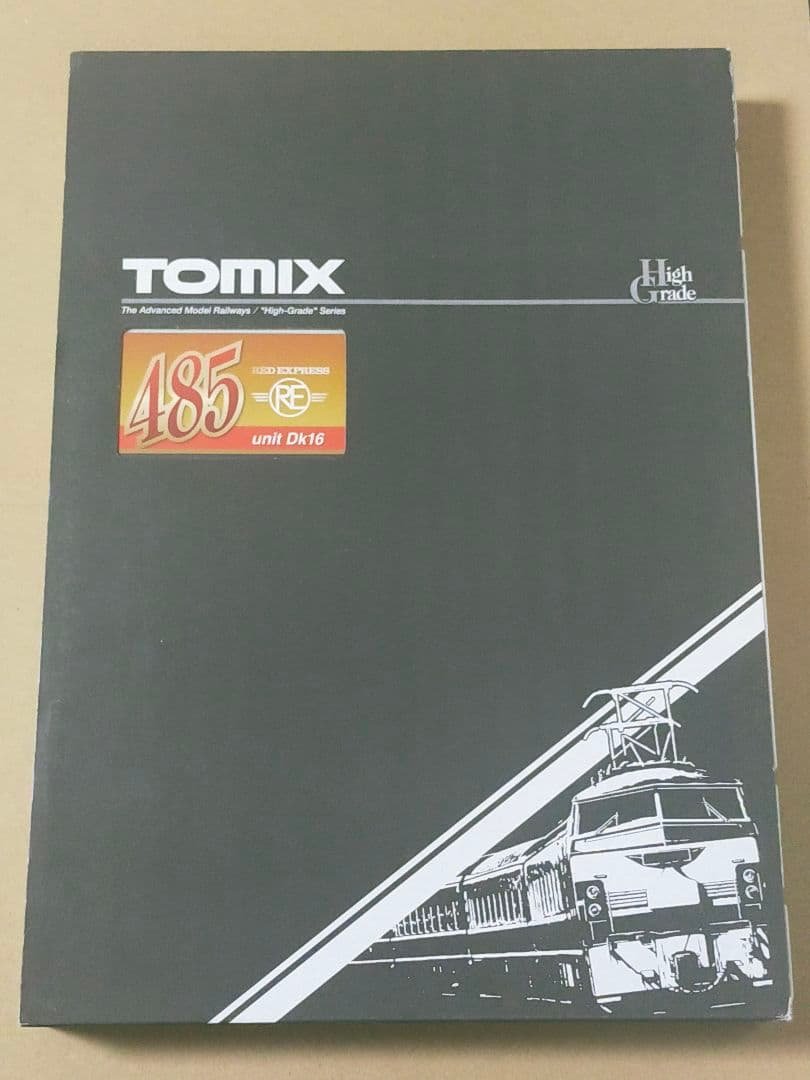 TOMIX
The Advanced Model Railways / "High-Grade" Series
High
Grade
485
RED EXPRESS
RE
unit Dk16